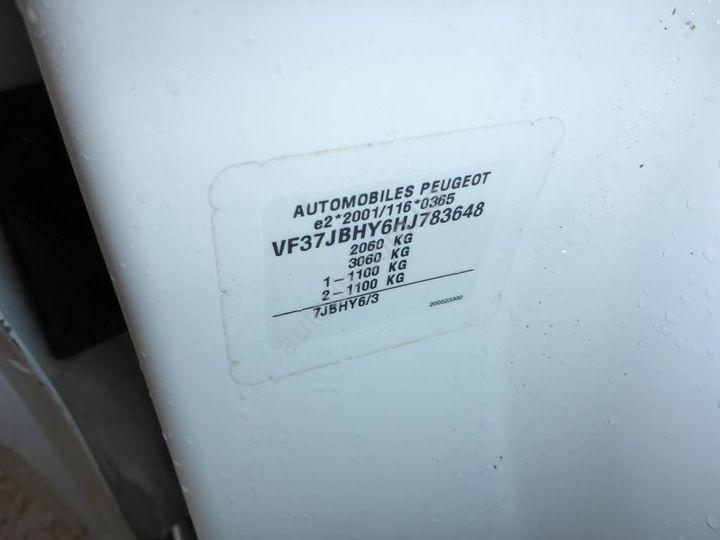 AUTOMOBILES PEUGEOT
e2*2001/116*0365
VF37JBHY6HJ783648
2060 KG
3060 KG
1-1100 KG
2-1100 KG
7JBHY6/3
200523300